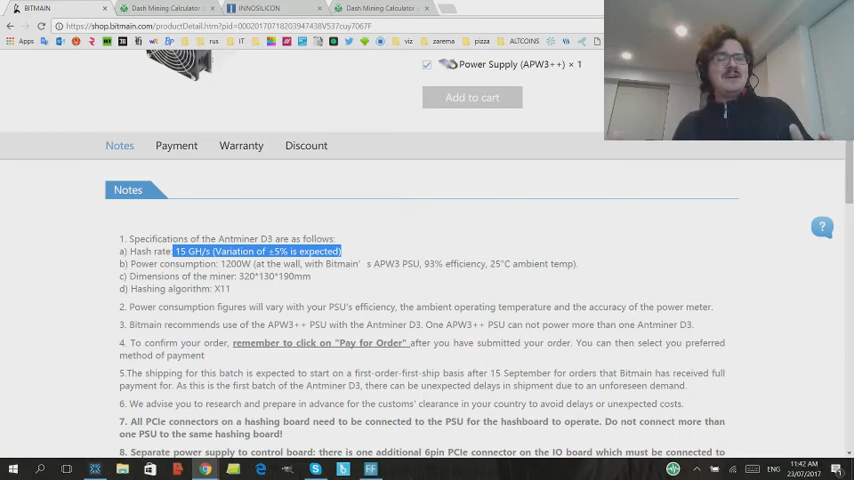 BITMAIN
Dash Mining Calculator
INNOSILICON
Dash Mining Calculator
https://shop.bitmain.com/productDetail.htm?pid=00020170718203947438V537cuy7067F
Apps
IT
viz
zarema
pizza
ALTCOINS
Power Supply (APW3++) × 1
Add to cart
Notes
Payment
Warranty
Discount
Notes
1. Specifications of the Antminer D3 are as follows:
a) Hash rate: 15 GH/s (Variation of ±5% is expected)
b) Power consumption: 1200W (at the wall, with Bitmain's APW3 PSU, 93% efficiency, 25°C ambient temp).
c) Dimensions of the miner: 320*130*190mm
d) Hashing algorithm: X11
2. Power consumption figures will vary with your PSU's efficiency, the ambient operating temperature and the accuracy of the power meter.
3. Bitmain recommends use of the APW3++ PSU with the Antminer D3. One APW3++ PSU can not power more than one Antminer D3.
4. To confirm your order, remember to click on "Pay for Order" after you have submitted your order. You can then select you preferred
method of payment
5.The shipping for this batch is expected to start on a first-order-first-ship basis after 15 September for orders that Bitmain has received full
payment for. As this is the first batch of the Antminer D3, there can be unexpected delays in shipment due to an unforeseen demand.
6. We advise you to research and prepare in advance for the customs' clearance in your country to avoid delays or unexpected costs.
7. All PCIe connectors on a hashing board need to be connected to the PSU for the hashboard to operate. Do not connect more than
one PSU to the same hashing board!
8. Separate power supply to control board: there is one additional 6pin PCIe connector on the IO board which must be connected to
ENG
11:42 AM
23/07/2017